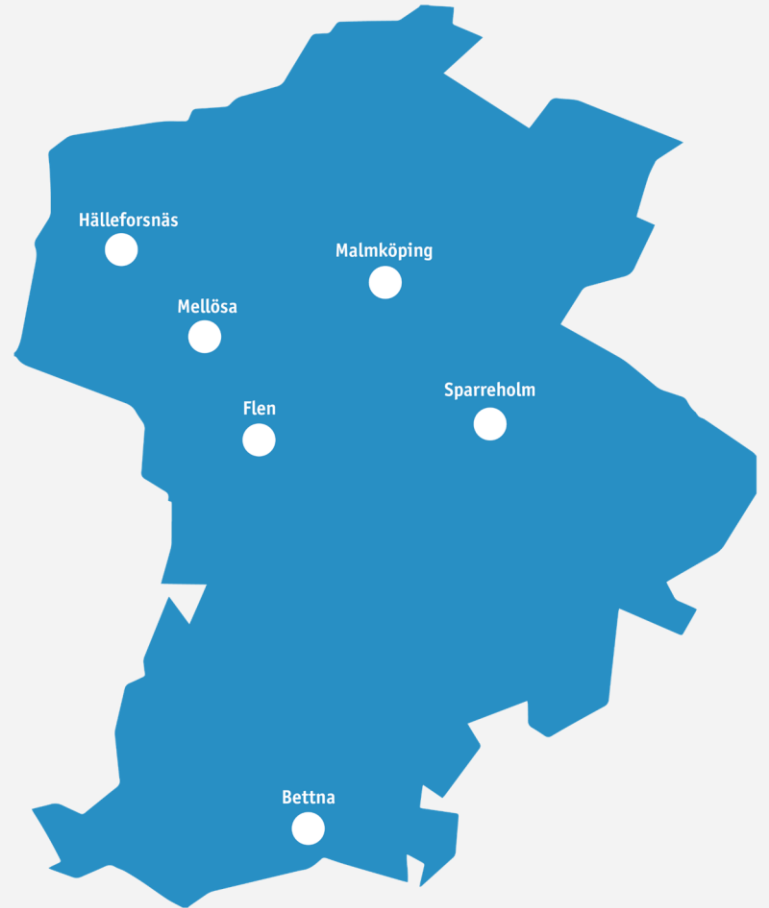 Hälleforsnäs
Malmköping
Mellösa
Sparreholm
Flen
Bettna